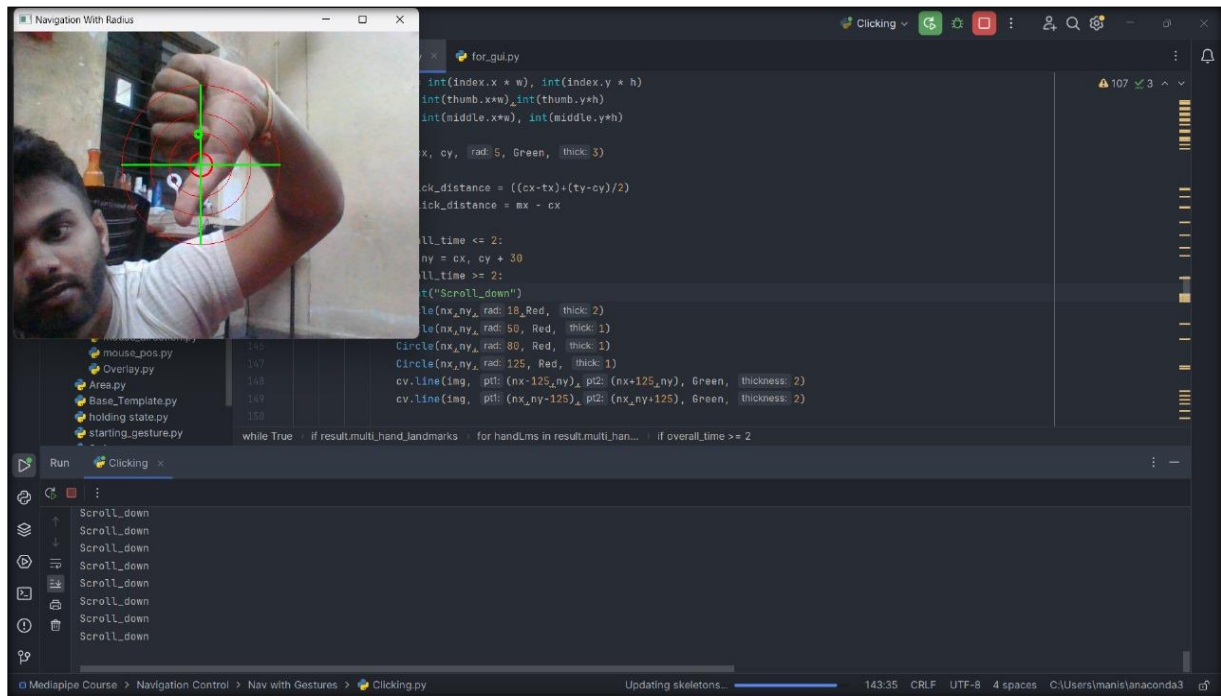 Navigation With Radius
Clicking
for_gui.py
int(index.x * w), int(index.y * h)
int(thumb.x*w),int(thumb.y*h)
int(middle.x*w), int(middle.y*h)
107 3
cx, cy, rad: 5, Green, thick: 3)
ck_distance = ((cx-tx)+(ty-cy)/2)
ick_distance = mx - cx
all_time <= 2:
ny = cx, cy + 30
all_time >= 2:
t("Scroll_down")
cle(nx,ny, rad: 18,Red, thick: 2)
cle(nx,ny, rad: 50, Red, thick: 1)
146 Circle(nx,ny, rad: 80, Red, thick: 1)
147 Circle(nx,ny, rad: 125, Red, thick: 1)
148 cv.line(img, pt1: (nx-125,ny), pt2: (nx+125,ny), Green, thickness: 2)
149 cv.line(img, pt1: (nx,ny-125), pt2: (nx,ny+125), Green, thickness: 2)
150
mouse_pos.py
Overlay.py
Area.py
Base_Template.py
holding state.py
starting_gesture.py
while True › if result.multi_hand_landmarks › for handLms in result.multi_han... › if overall_time >= 2
Run Clicking
Scroll_down
Scroll_down
Scroll_down
Scroll_down
Scroll_down
Scroll_down
Scroll_down
Scroll_down
Mediapipe Course › Navigation Control › Nav with Gestures › Clicking.py
Updating skeletons...
143:35 CRLF UTF-8 4 spaces C:\Users\manis\anaconda3